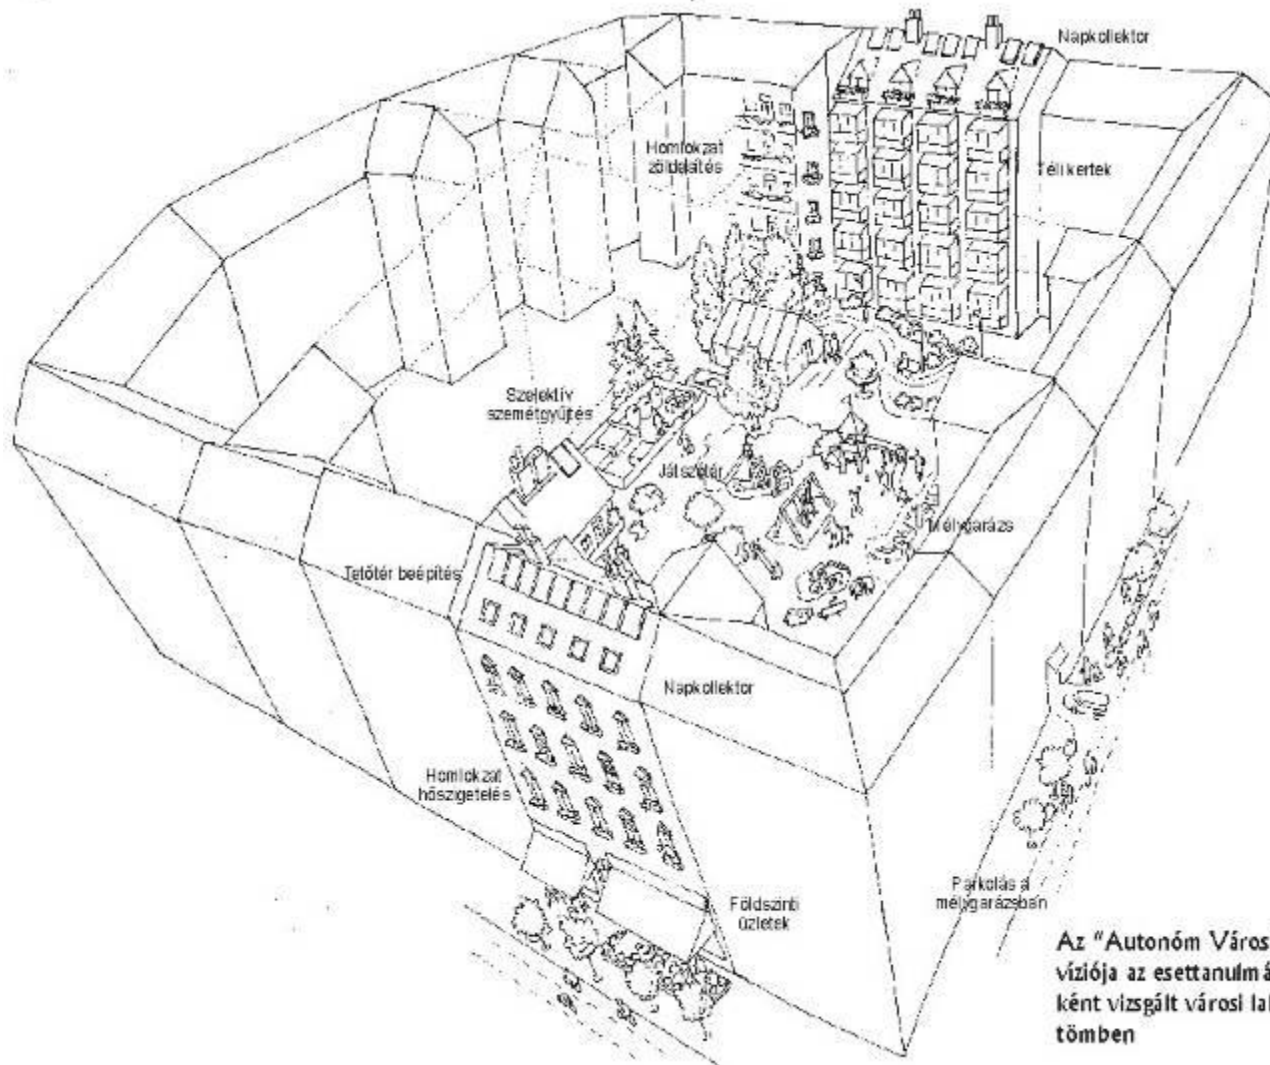 Napkollektor
Homlokzat
zöldelítés
Télikertek
Szelektív
szemétgyűjtés
Játszótér
Mélygarázs
Tetőtér beépítés
Napkollektor
Homlokzat
hőszigetelés
Földszinti
üzletek
Parkolás a
mélygarázsban
Az "Autonóm Város
víziója az esettanulmá
ként vizsgált városi la
tömben